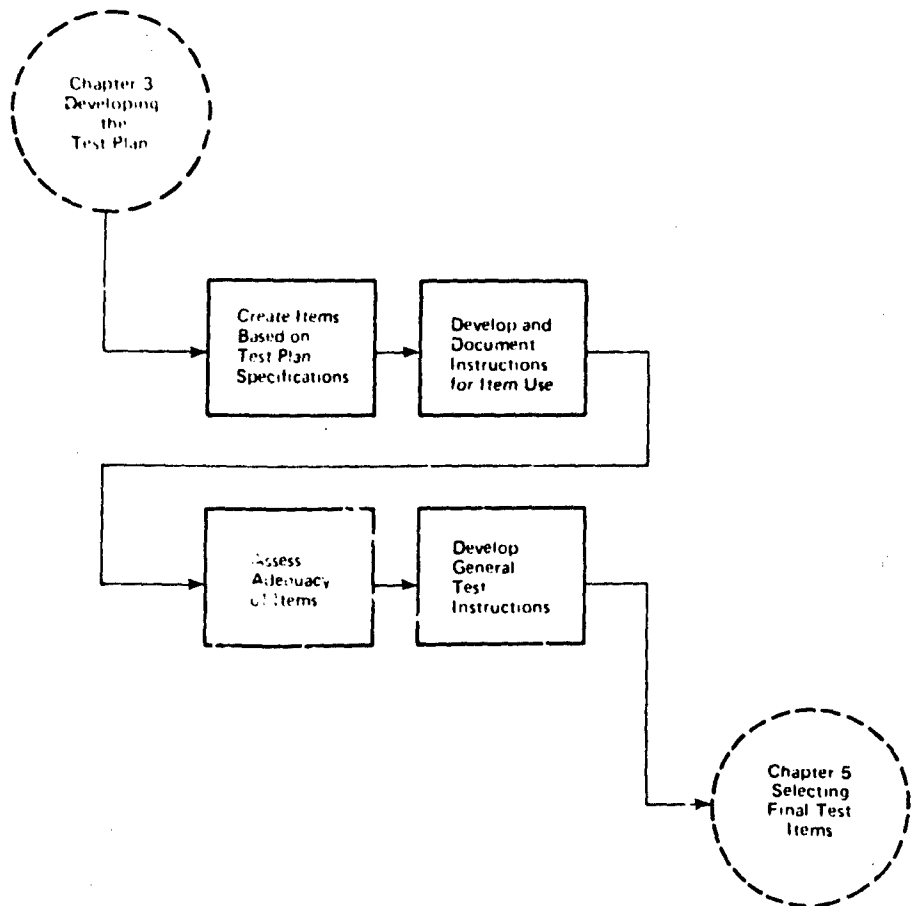 Chapter 3
Developing
the
Test Plan
Create Items
Based on
Test Plan
Specifications
Develop and
Document
Instructions
for Item Use
Assess
Adequacy
of Items
Develop
General
Test
Instructions
Chapter 5
Selecting
Final Test
Items